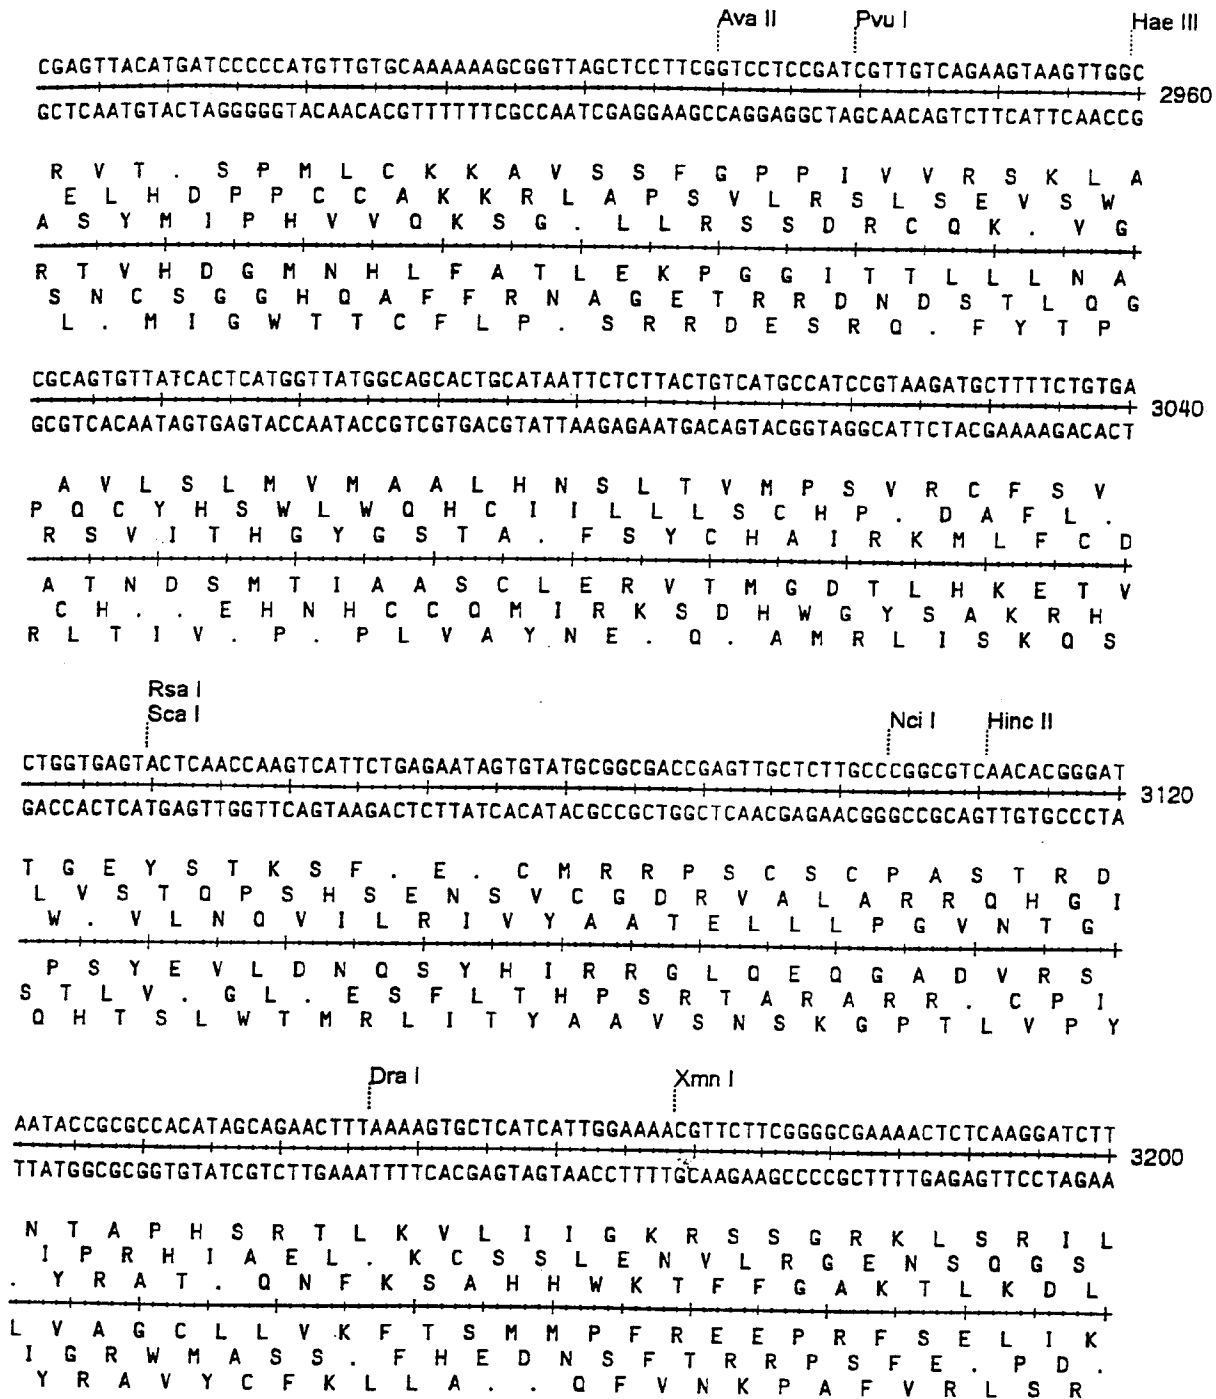 Ava II Pvu I Hae III
CGAGTTACATGATCCCCCATGTTGTGCAAAAAAGCGGTTAGCTCCTTCGGTCCTCCGATCGTTGTCAGAAGTAAGTTGGC
2960
GCTCAATGTACTAGGGGGTACAACACGTTTTTTCGCCAATCGAGGAAGCCAGGAGGCTAGCAACAGTCTTCATTCAACCG
R V T . S P M L C K K A V S S F G P P I V V R S K L A
E L H D P P C C A K K R L A P S V L R S L S E V S W
A S Y M I P H V V Q K S G . L L R S S D R C Q K . V G
R T V H D G M N H L F A T L E K P G G I T T L L L N A
S N C S G G H Q A F F R N A G E T R R D N D S T L Q G
L . M I G W T T C F L P . S R R D E S R Q . F Y T P
CGCAGTGTTATCACTCATGGTTATGGCAGCACTGCATAATTCTCTTACTGTCATGCCATCCGTAAGATGCTTTTCTGTGA
3040
GCGTCACAATAGTGAGTACCAATACCGTCGTGACGTATTAAGAGAATGACAGTACGGTAGGCATTCTACGAAAAGACACT
A V L S L M V M A A L H N S L T V M P S V R C F S V
P Q C Y H S W L W Q H C I I L L L S C H P . D A F L .
R S V I T H G Y G S T A . F S Y C H A I R K M L F C D
A T N D S M T I A A S C L E R V T M G D T L H K E T V
C H . . E H N H C C Q M I R K S D H W G Y S A K R H
R L T I V . P . P L V A Y N E . Q . A M R L I S K Q S
Rsa I
Sca I Nci I Hinc II
CTGGTGAGTACTCAACCAAGTCATTCTGAGAATAGTGTATGCGGCGACCGAGTTGCTCTTGCCCGGCGTCAACACGGGAT
3120
GACCACTCATGAGTTGGTTCAGTAAGACTCTTATCACATACGCCGCTGGCTCAACGAGAACGGGCCGCAGTTGTGCCCTA
T G E Y S T K S F . E . C M R R P S C S C P A S T R D
L V S T Q P S H S E N S V C G D R V A L A R R Q H G I
W . V L N Q V I L R I V Y A A T E L L L P G V N T G
P S Y E V L D N Q S Y H I R R G L Q E Q G A D V R S
S T L V . G L . E S F L T H P S R T A R A R R . C P I
Q H T S L W T M R L I T Y A A V S N S K G P T L V P Y
Dra I Xmn I
AATACCGCGCCACATAGCAGAACTTTAAAAGTGCTCATCATTGGAAAACGTTCTTCGGGGCGAAAACTCTCAAGGATCTT
3200
TTATGGCGCGGTGTATCGTCTTGAAATTTTCACGAGTAGTAACCTTTTGCAAGAAGCCCCGCTTTTGAGAGTTCCTAGAA
N T A P H S R T L K V L I I G K R S S G R K L S R I L
I P R H I A E L . K C S S L E N V L R G E N S Q G S
. Y R A T . Q N F K S A H H W K T F F G A K T L K D L
L V A G C L L V K F T S M M P F R E E P R F S E L I K
I G R W M A S S . F H E D N S F T R R P S F E . P D .
Y R A V Y C F K L L A . . Q F V N K P A F V R L S R